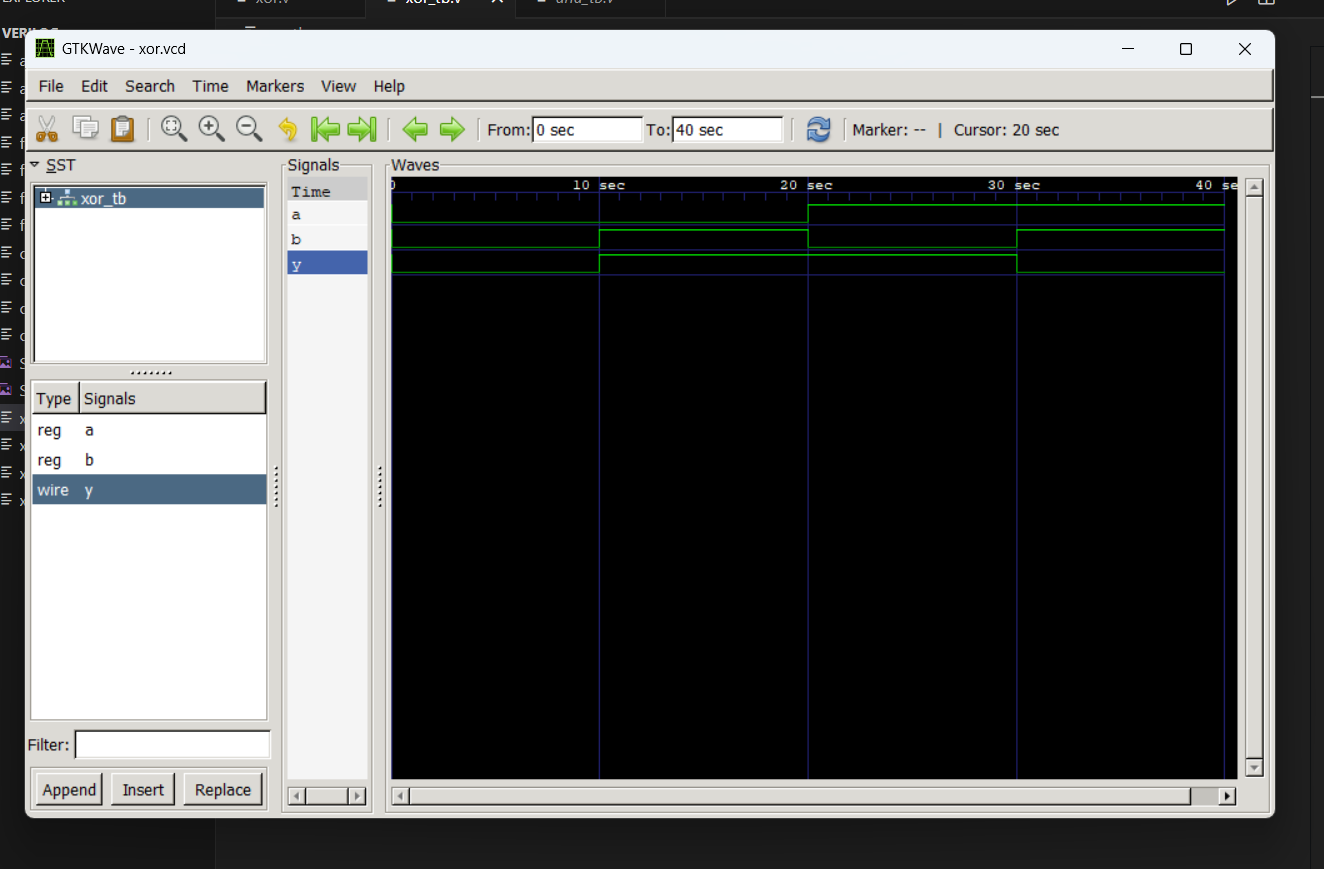 VERILOG
xor.v xor_tb.v and_tb.v
GTKWave - xor.vcd
File Edit Search Time Markers View Help
From: 0 sec To: 40 sec Marker: -- | Cursor: 20 sec
SST
xor_tb
Type Signals
reg a
reg b
wire y
Filter:
Append Insert Replace
Signals
Time
a
b
y
Waves
0 10 sec 20 sec 30 sec 40 se